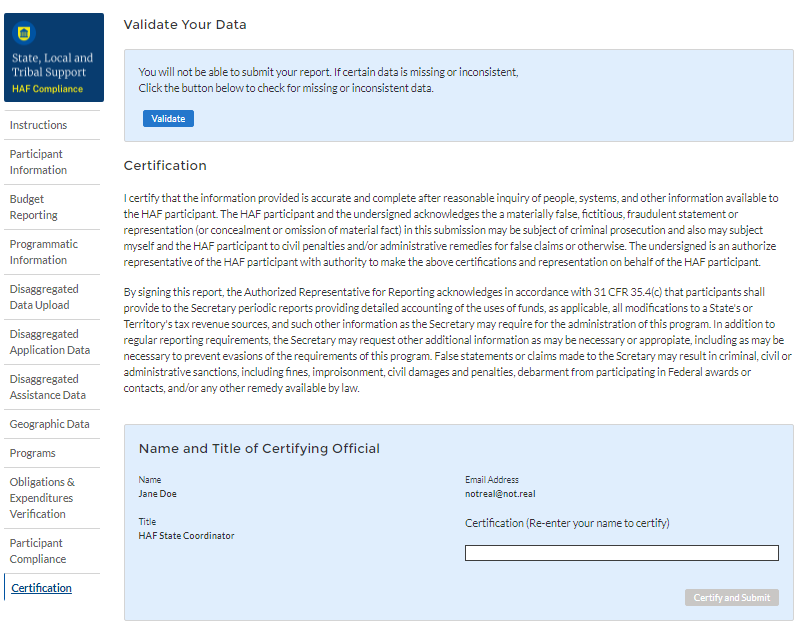 State, Local and
Tribal Support
HAF Compliance
Instructions
Participant
Information
Budget
Reporting
Programmatic
Information
Disaggregated
Data Upload
Disaggregated
Application Data
Disaggregated
Assistance Data
Geographic Data
Programs
Obligations &
Expenditures
Verification
Participant
Compliance
Certification
Validate Your Data
You will not be able to submit your report. If certain data is missing or inconsistent,
Click the button below to check for missing or inconsistent data.
Validate
Certification
I certify that the information provided is accurate and complete after reasonable inquiry of people, systems, and other information available to
the HAF participant. The HAF participant and the undersigned acknowledges the a materially false, fictitious, fraudulent statement or
representation (or concealment or omission of material fact) in this submission may be subject of criminal prosecution and also may subject
myself and the HAF participant to civil penalties and/or administrative remedies for false claims or otherwise. The undersigned is an authorize
representative of the HAF participant with authority to make the above certifications and representation on behalf of the HAF participant.
By signing this report, the Authorized Representative for Reporting acknowledges in accordance with 31 CFR 35.4(c) that participants shall
provide to the Secretary periodic reports providing detailed accounting of the uses of funds, as applicable, all modifications to a State's or
Territory's tax revenue sources, and such other information as the Secretary may require for the administration of this program. In addition to
regular reporting requirements, the Secretary may request other additional information as may be necessary or appropiate, including as may be
necessary to prevent evasions of the requirements of this program. False statements or claims made to the Scretary may result in criminal, civil or
administrative sanctions, including fines, improisonment, civil damages and penalties, debarment from participating in Federal awards or
contacts, and/or any other remedy available by law.
Name and Title of Certifying Official
Name
Jane Doe
Email Address
notreal@not.real
Title
HAF State Coordinator
Certification (Re-enter your name to certify)
Certify and Submit